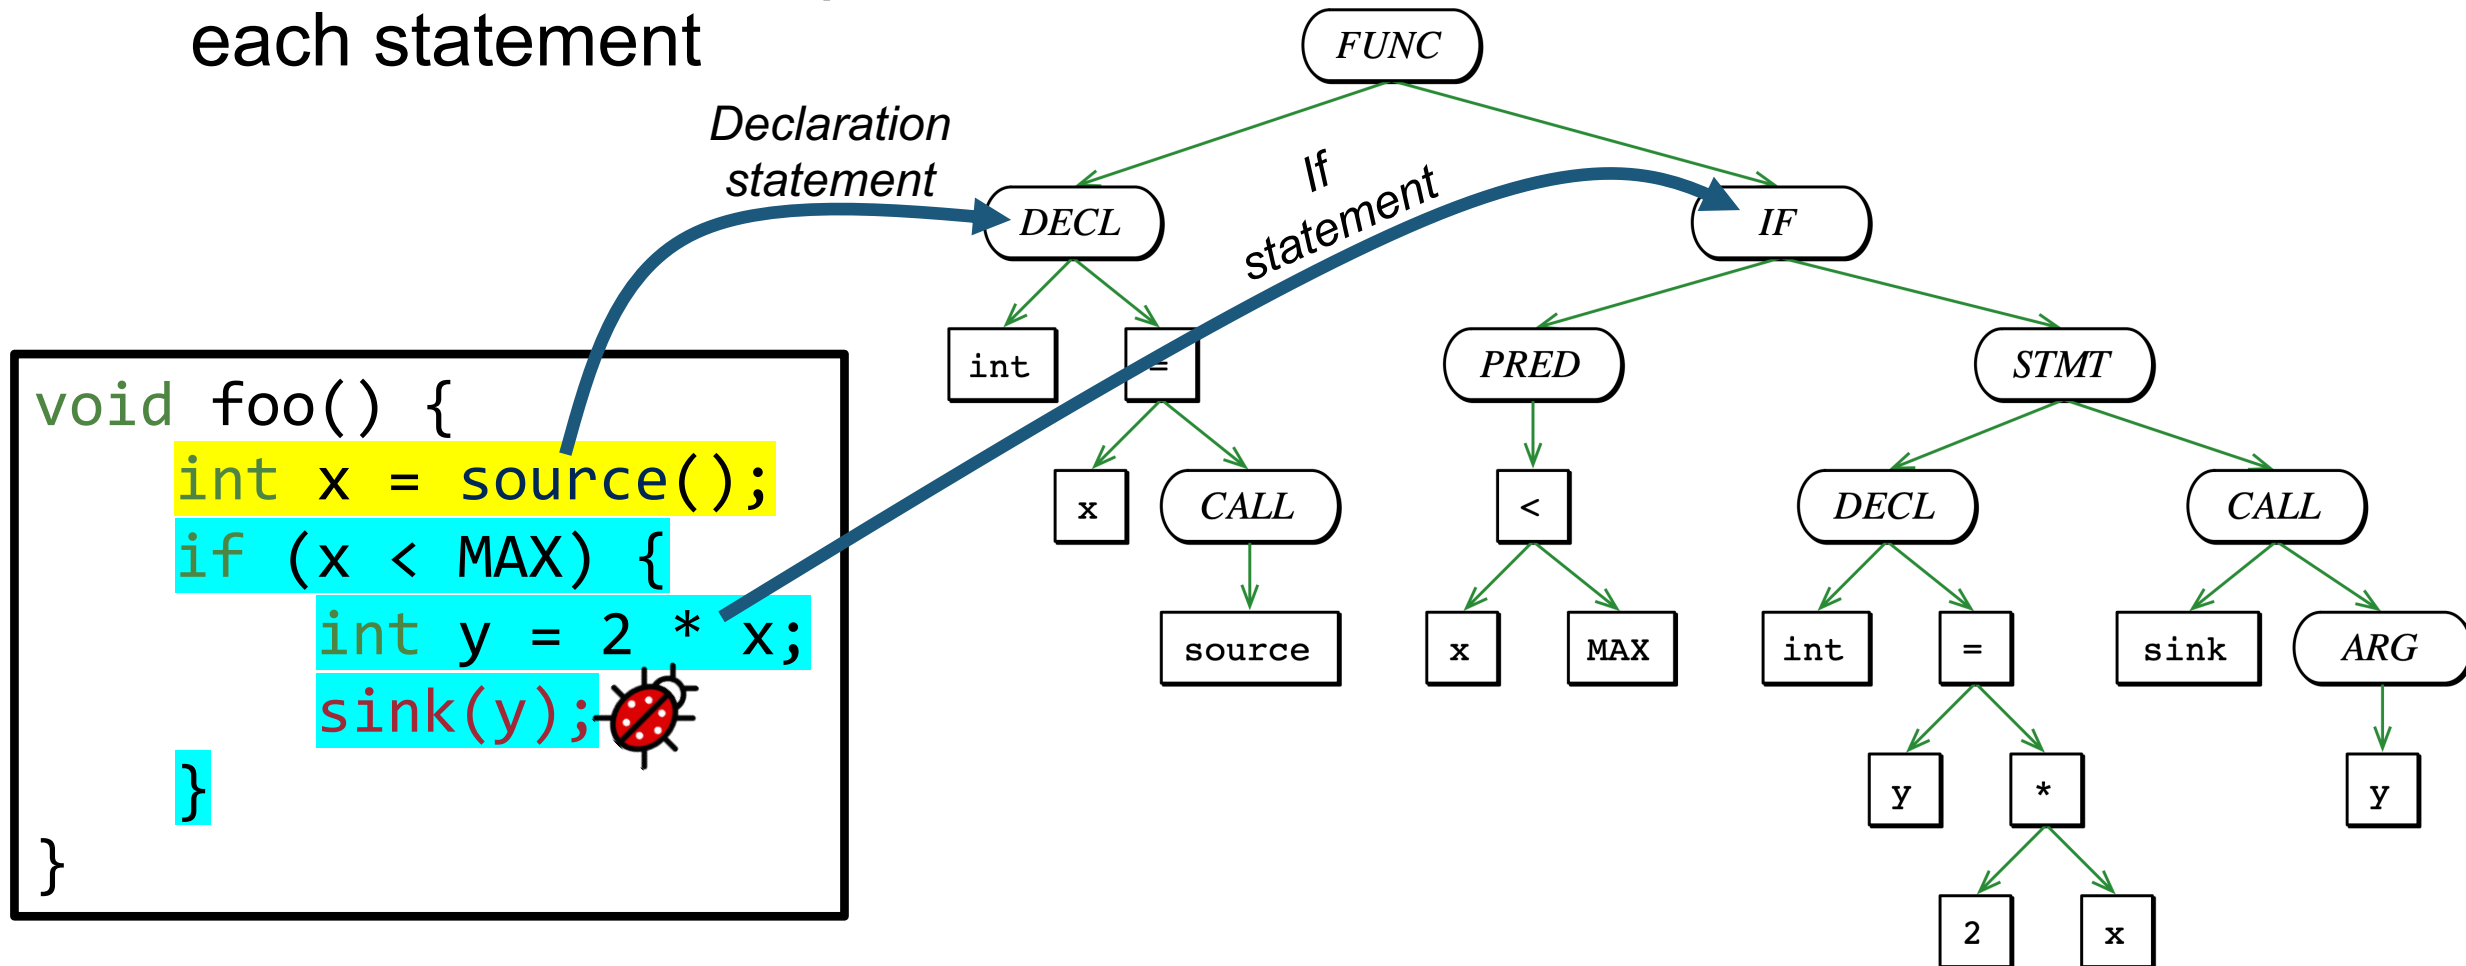 each statement
Declaration
statement
If
statement
void foo() {
int x = source();
if (x < MAX) {
int y = 2 * x;
sink(y);
}
}
FUNC
DECL
IF
int
=
PRED
STMT
x
CALL
<
DECL
CALL
source
x
MAX
int
=
sink
ARG
y
*
y
2
x